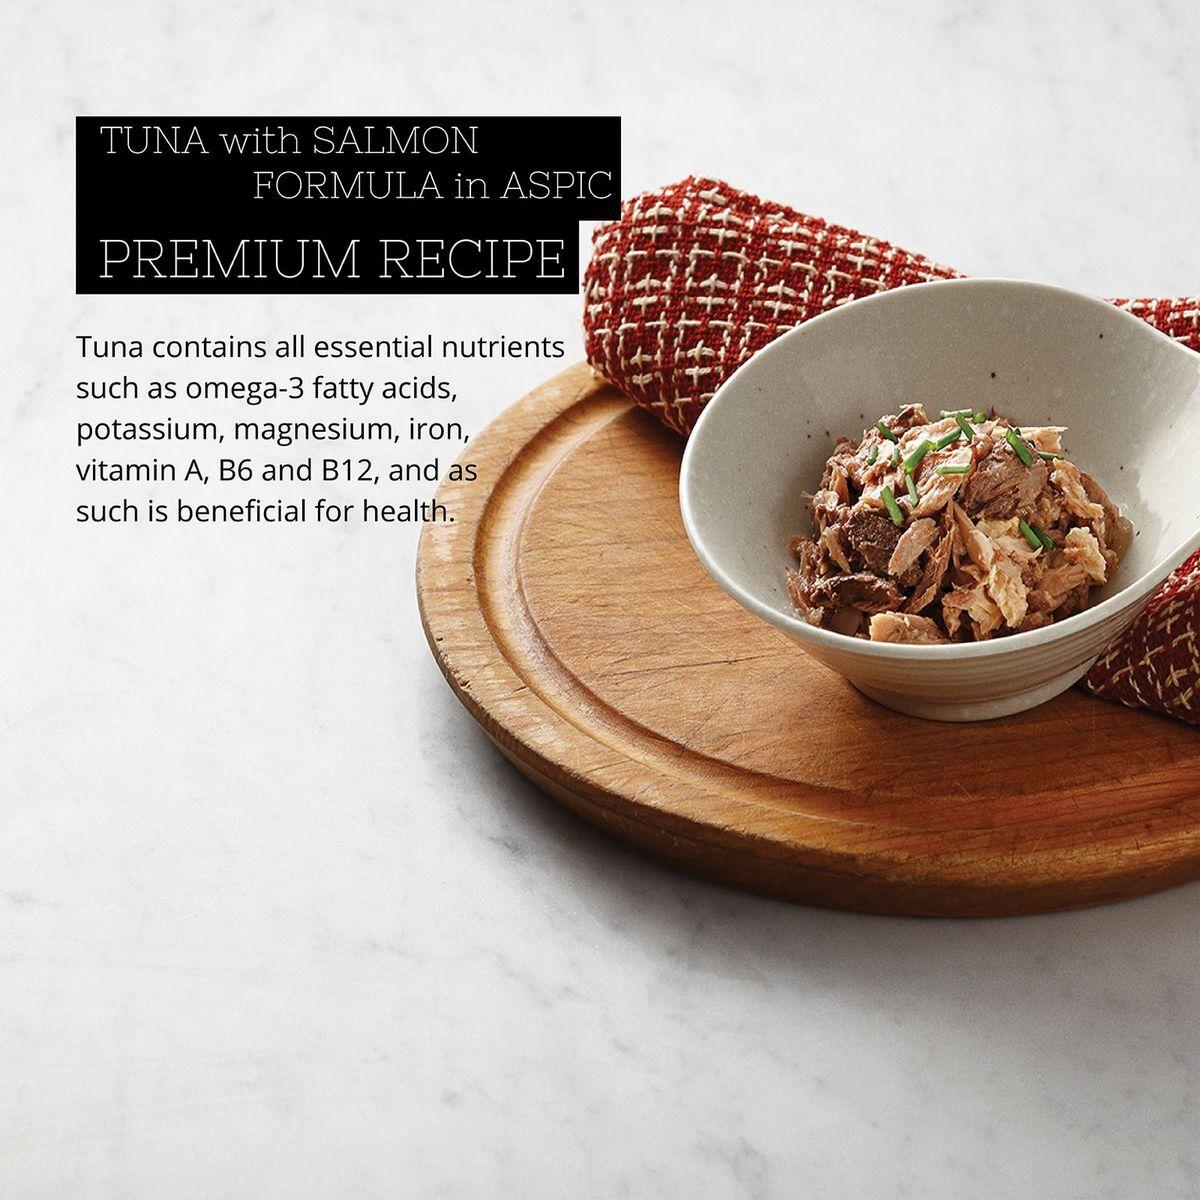 TUNA with SALMON
FORMULA in ASPIC
PREMIUM RECIPE
Tuna contains all essential nutrients
such as omega-3 fatty acids,
potassium, magnesium, iron,
vitamin A, B6 and B12, and as
such is beneficial for health.